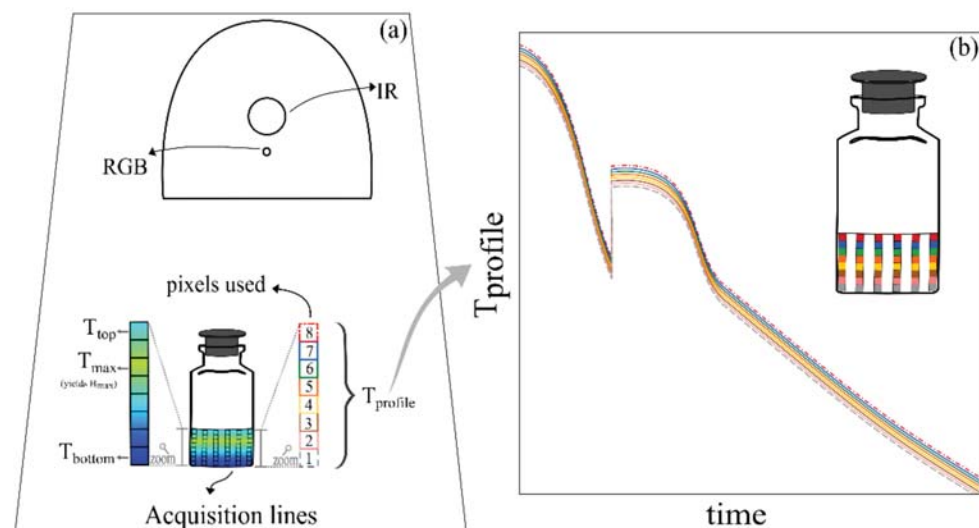 (a)
IR
RGB
pixels used
T_top
T_max
(yields H_max)
T_bottom
8
7
6
5
4
3
2
1
T_profile
zoom
zoom
Acquisition lines
(b)
T_profile
time